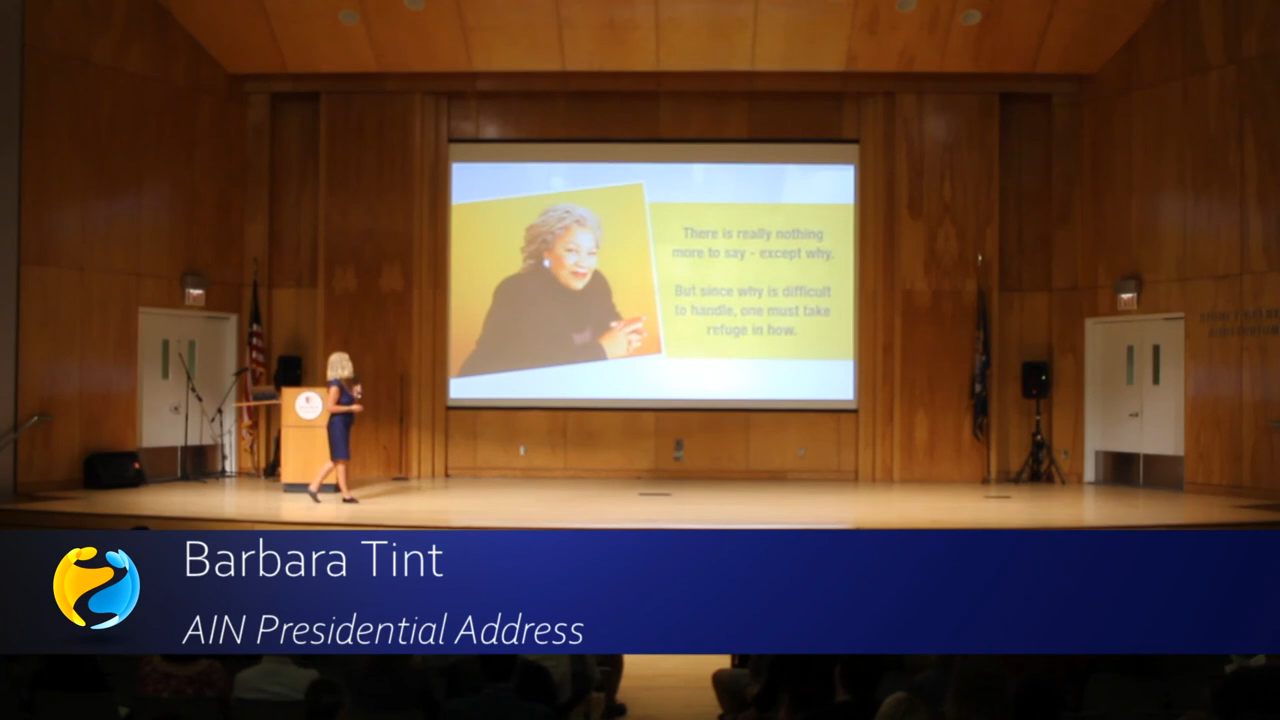 There is really nothing
more to say - except why.
But since why is difficult
to handle, one must take
refuge in how.
Barbara Tint
AIN Presidential Address